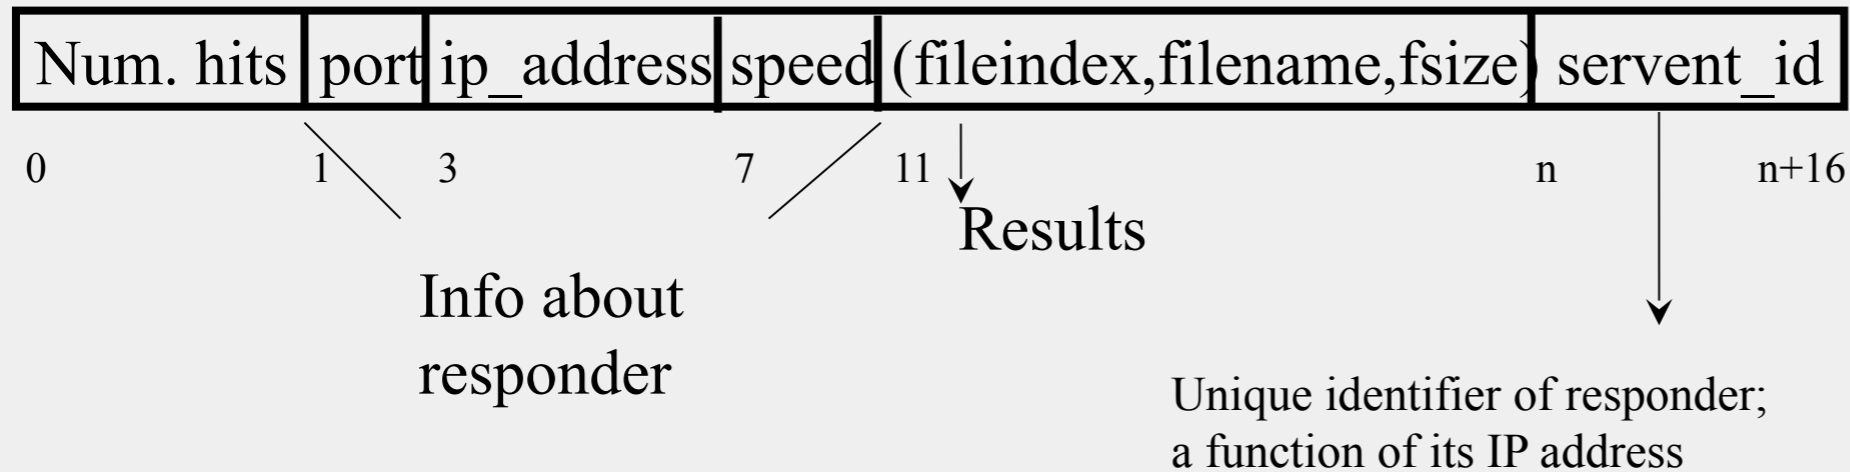 Num. hits port ip_address speed (fileindex,filename,fsize) servent_id
0 1 3 7 11 n n+16
Results
Info about
responder
Unique identifier of responder;
a function of its IP address